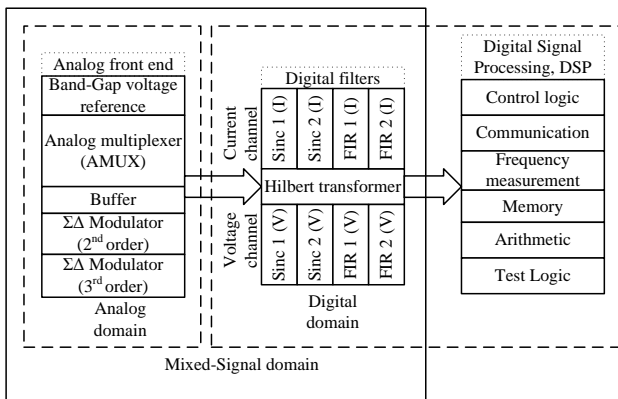 Analog front end
Band-Gap voltage
reference
Analog multiplexer
(AMUX)
Buffer
ΣΔ Modulator
(2nd order)
ΣΔ Modulator
(3rd order)
Analog
domain
Digital filters
Current
channel
Sinc 1 (I)
Sinc 2 (I)
FIR 1 (I)
FIR 2 (I)
Hilbert transformer
Voltage
channel
Sinc 1 (V)
Sinc 2 (V)
FIR 1 (V)
FIR 2 (V)
Digital
domain
Mixed-Signal domain
Digital Signal
Processing, DSP
Control logic
Communication
Frequency
measurement
Memory
Arithmetic
Test Logic